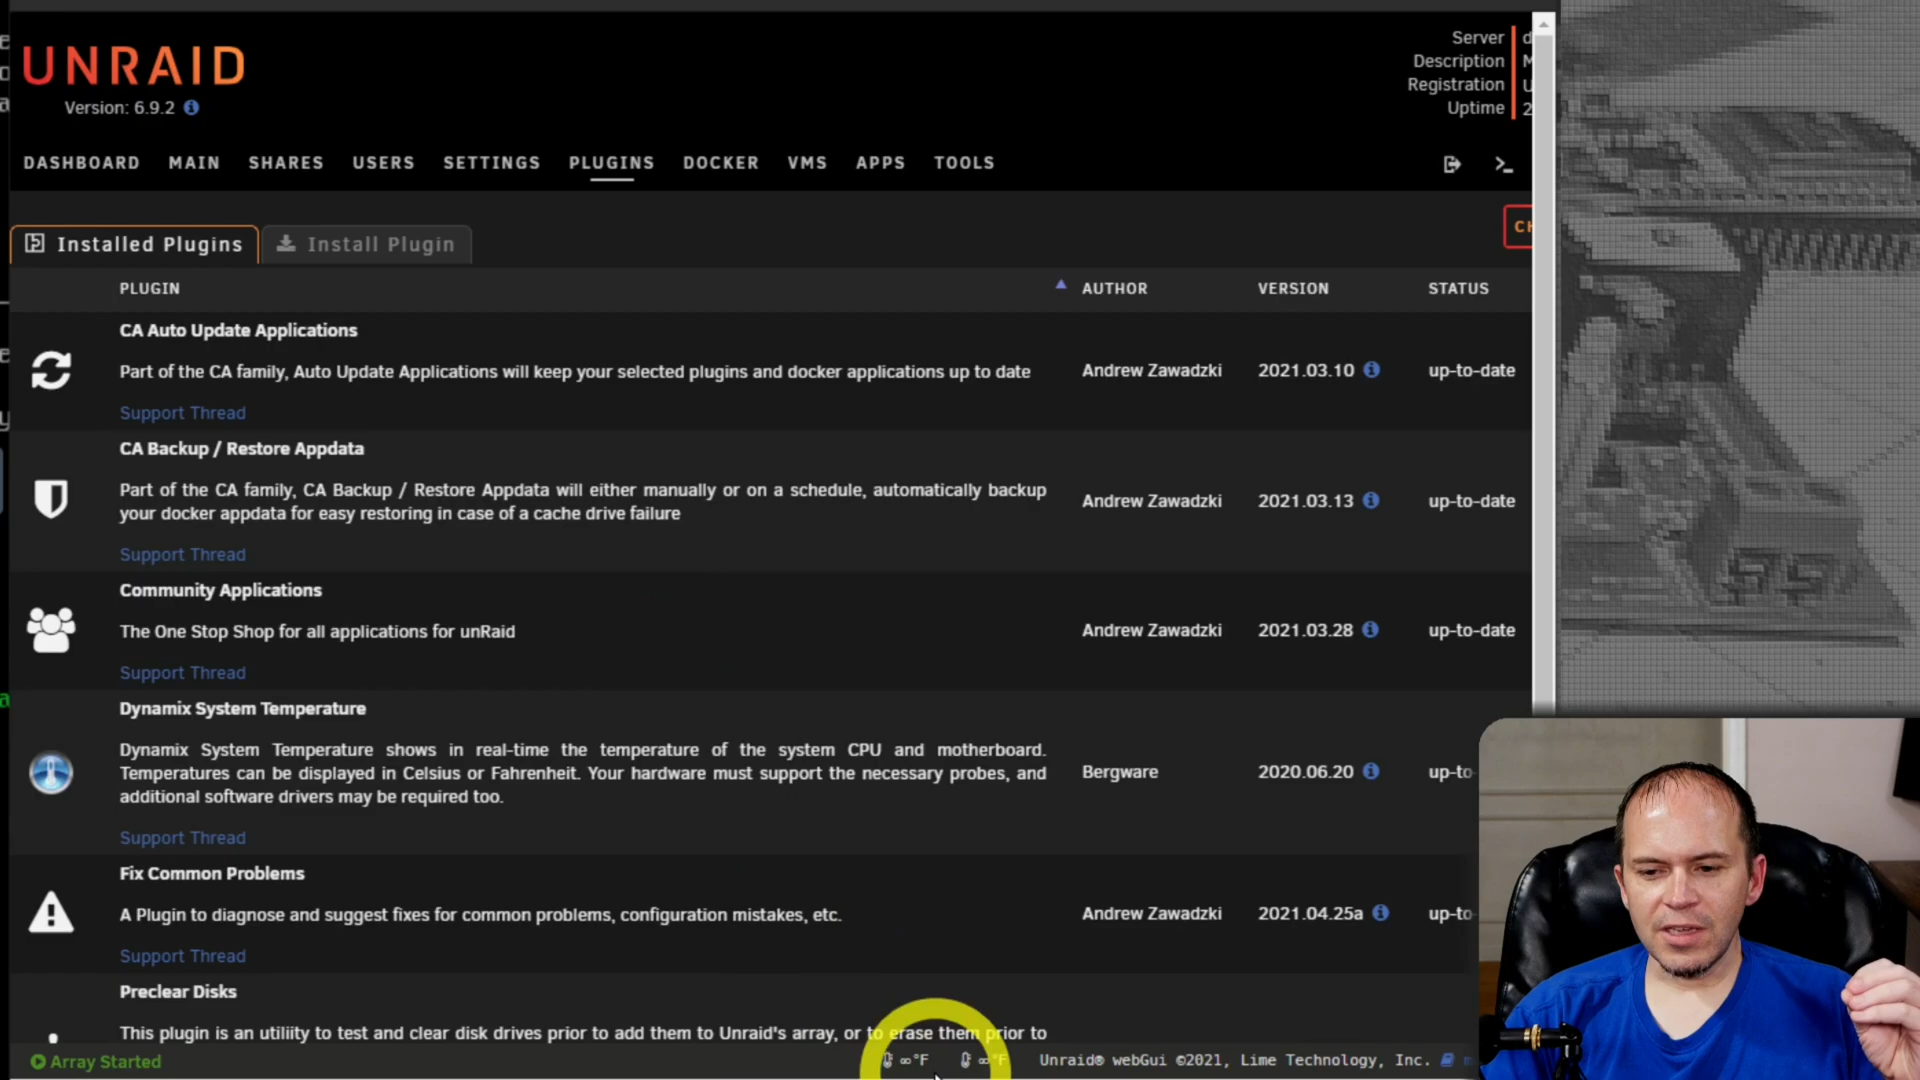 UNRAID
Version: 6.9.2
Server
Description
Registration
Uptime
DASHBOARD MAIN SHARES USERS SETTINGS PLUGINS DOCKER VMS APPS TOOLS
Installed Plugins
Install Plugin
PLUGIN AUTHOR VERSION STATUS
CA Auto Update Applications
Part of the CA family, Auto Update Applications will keep your selected plugins and docker applications up to date
Support Thread
Andrew Zawadzki 2021.03.10 up-to-date
CA Backup / Restore Appdata
Part of the CA family, CA Backup / Restore Appdata will either manually or on a schedule, automatically backup
your docker appdata for easy restoring in case of a cache drive failure
Support Thread
Andrew Zawadzki 2021.03.13 up-to-date
Community Applications
The One Stop Shop for all applications for unRaid
Support Thread
Andrew Zawadzki 2021.03.28 up-to-date
Dynamix System Temperature
Dynamix System Temperature shows in real-time the temperature of the system CPU and motherboard.
Temperatures can be displayed in Celsius or Fahrenheit. Your hardware must support the necessary probes, and
additional software drivers may be required too.
Support Thread
Bergware 2020.06.20 up-to-
Fix Common Problems
A Plugin to diagnose and suggest fixes for common problems, configuration mistakes, etc.
Support Thread
Andrew Zawadzki 2021.04.25a up-to-
Preclear Disks
This plugin is an utiliity to test and clear disk drives prior to add them to Unraid's array, or to erase them prior to
Array Started
∞°F ∞°F
Unraid® webGui ©2021, Lime Technology, Inc.